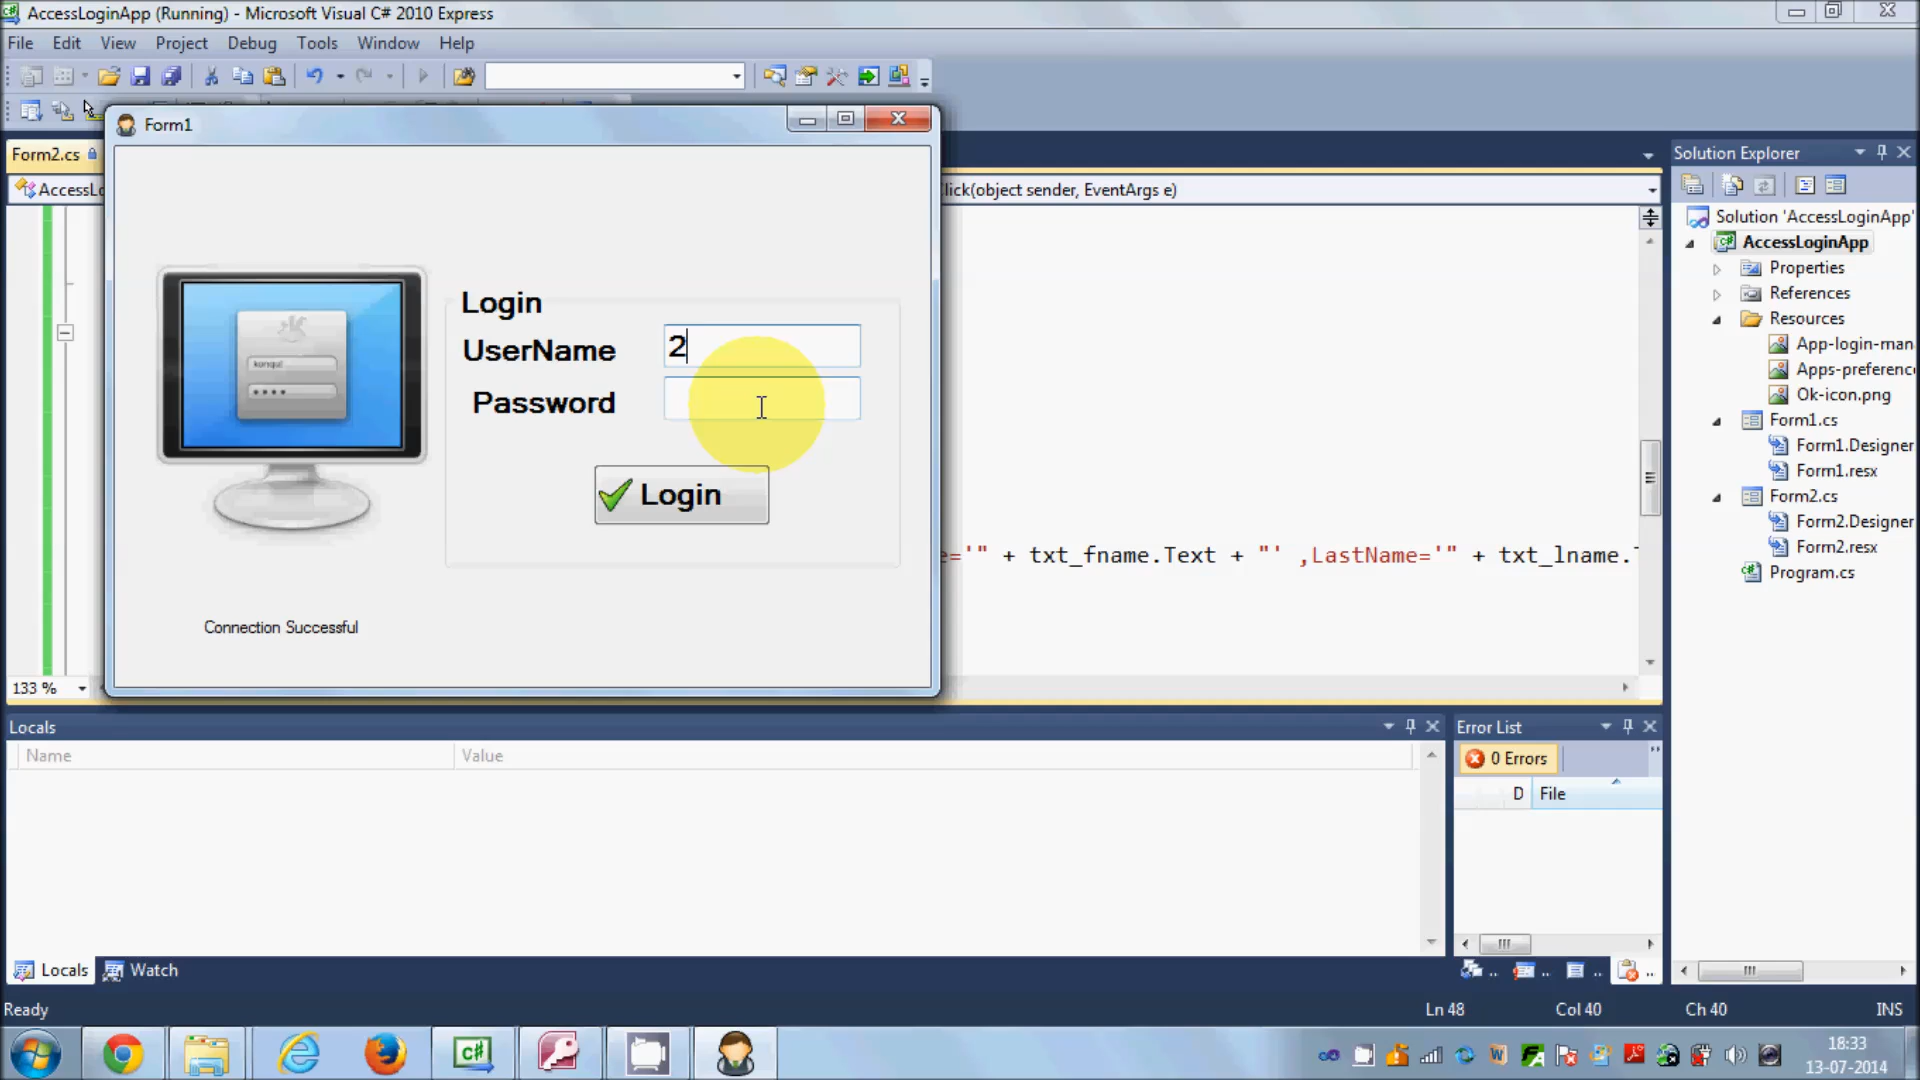 AccessLoginApp (Running) - Microsoft Visual C# 2010 Express
File Edit View Project Debug Tools Window Help
Form1
Form2.cs
Solution Explorer
AccessLo
Click(object sender, EventArgs e)
Solution 'AccessLoginApp'
AccessLoginApp
Properties
References
Resources
App-login-man
Apps-preference
Ok-icon.png
Form1.cs
Form1.Designer
Form1.resx
Form2.cs
Form2.Designer
Form2.resx
Program.cs
Login
UserName 2
Password
Login
Connection Successful
e='" + txt_fname.Text + "' ,LastName='" + txt_lname.T
133 %
Locals
Name Value
Error List
0 Errors
D File
Locals Watch
Ready Ln 48 Col 40 Ch 40 INS
18:33
13-07-2014